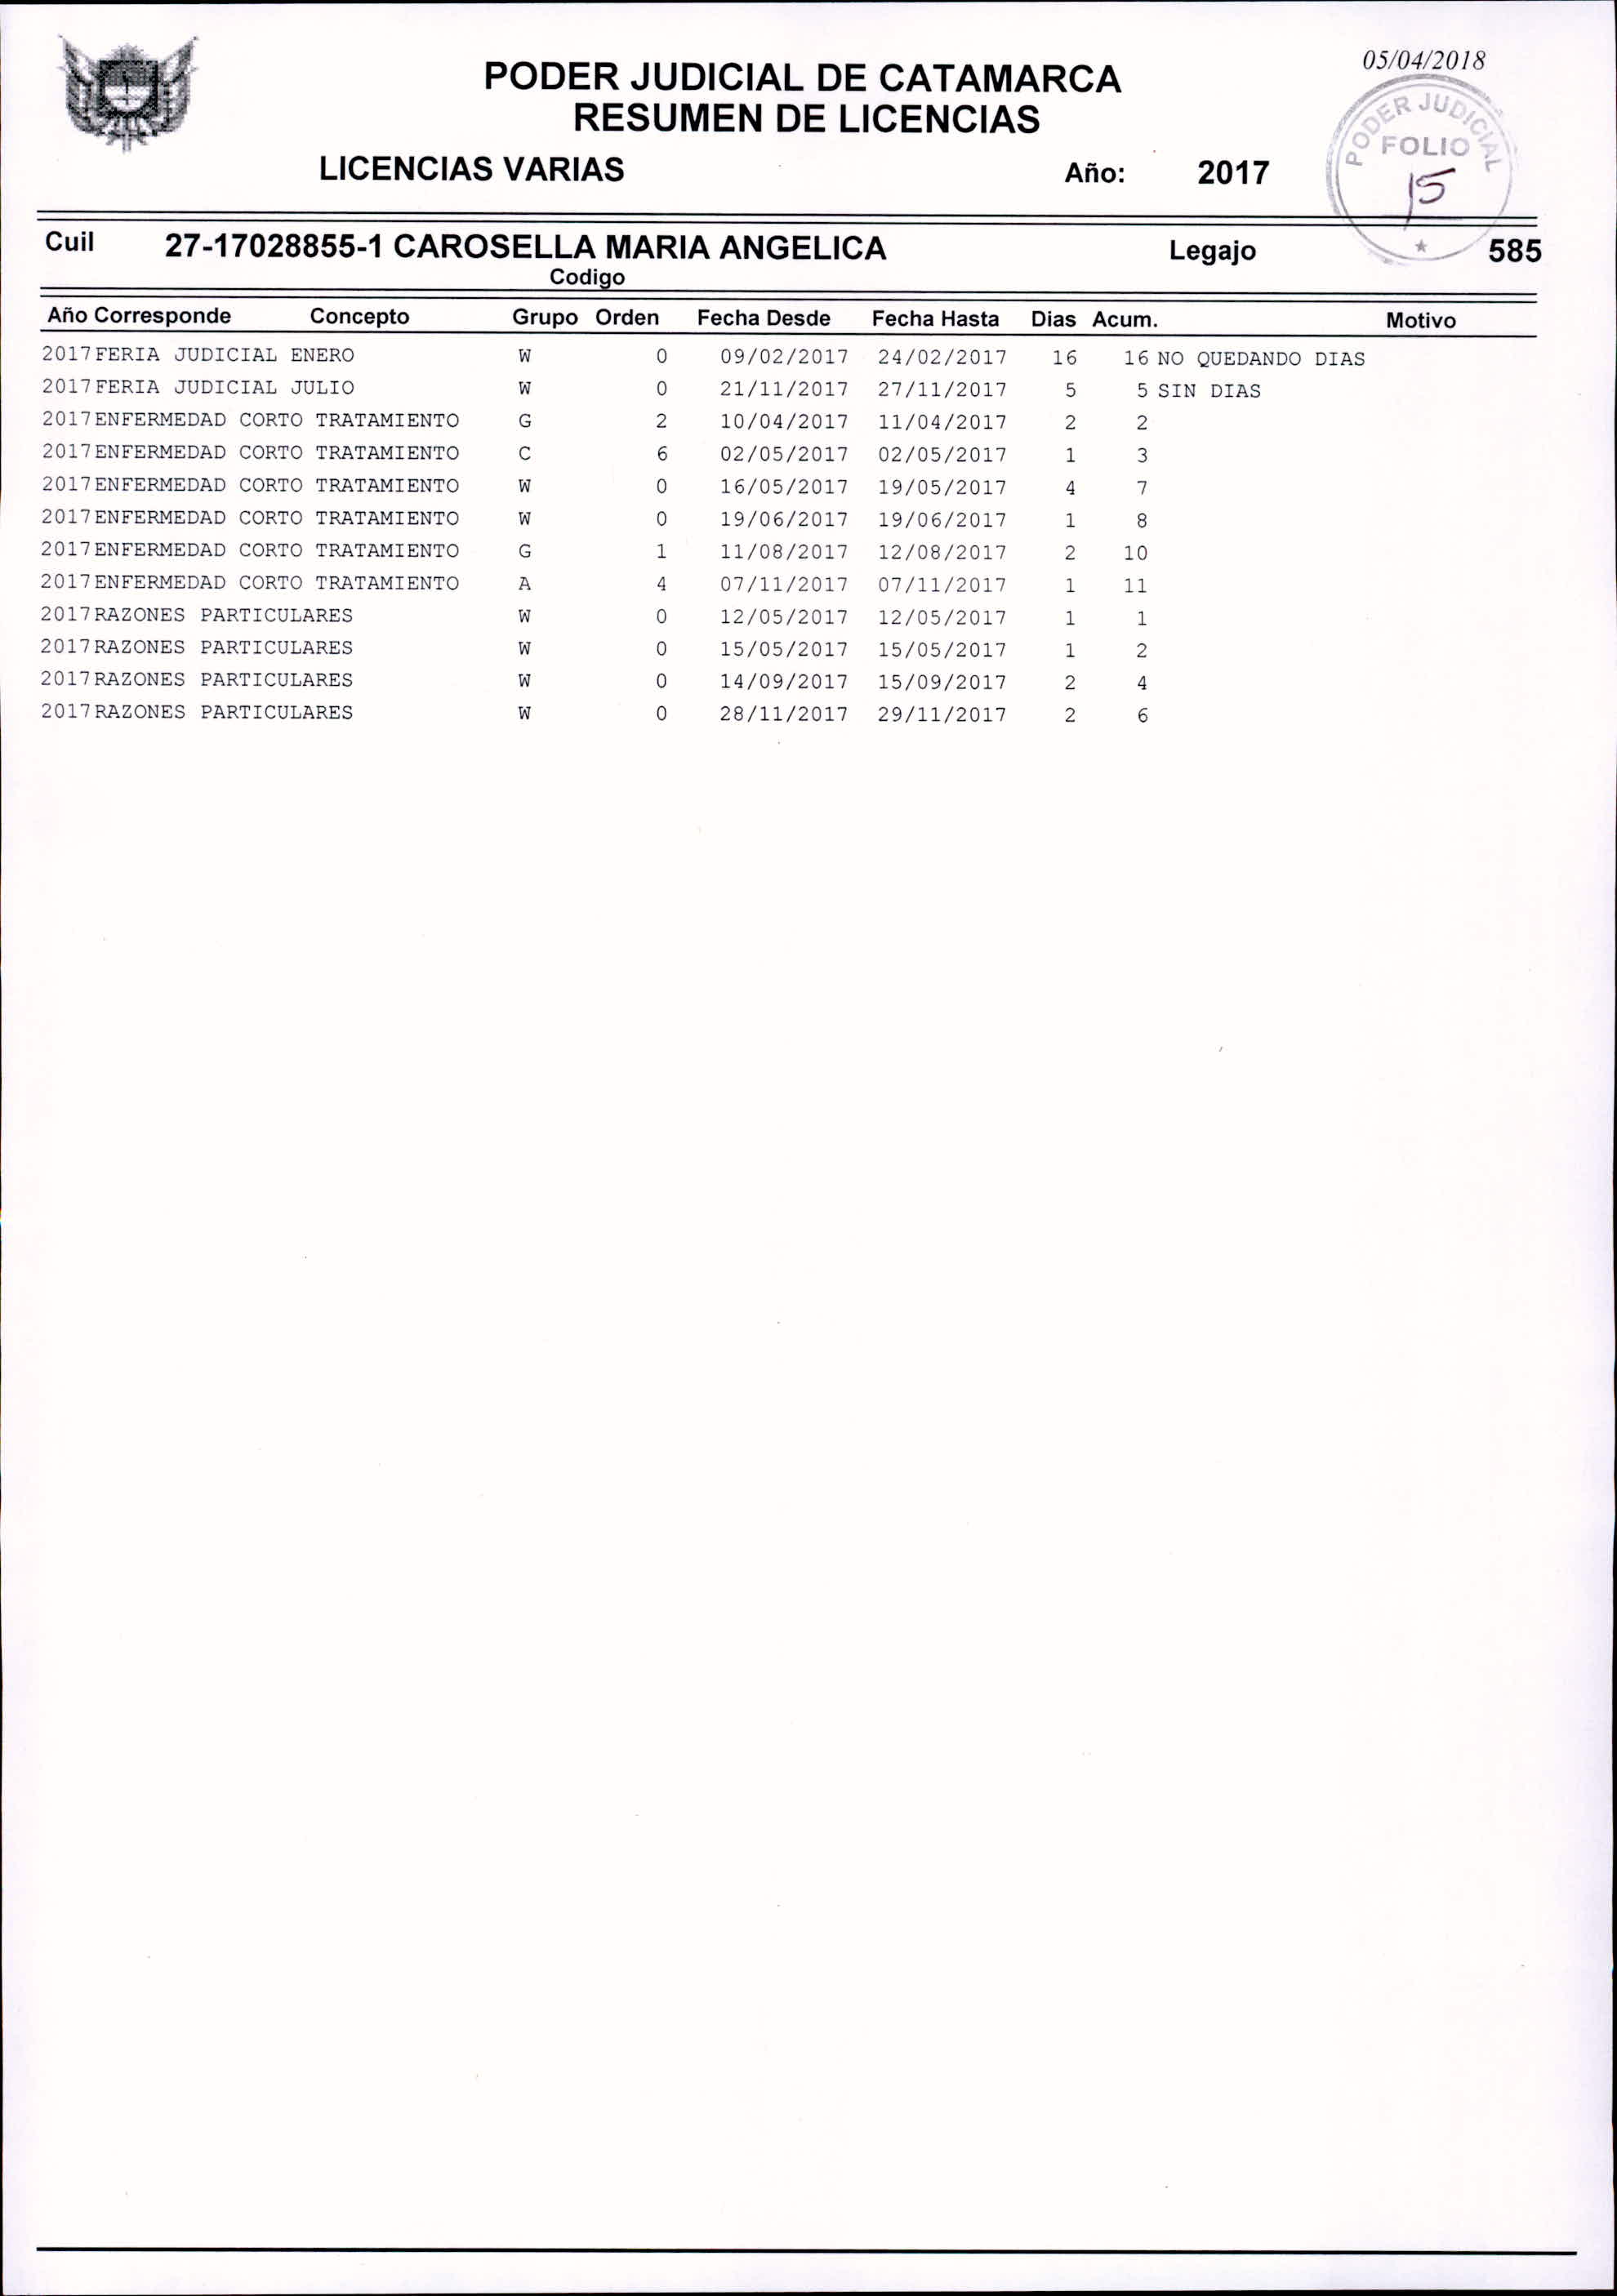 05/04/2018
PODER JUDICIAL DE CATAMARCA
RESUMEN DE LICENCIAS
LICENCIAS VARIAS Año: 2017
PODER JUDICIAL
FOLIO
15
Cuil 27-17028855-1 CAROSELLA MARIA ANGELICA Legajo 585
Codigo
Año Corresponde Concepto Grupo Orden Fecha Desde Fecha Hasta Dias Acum. Motivo
2017 FERIA JUDICIAL ENERO W 0 09/02/2017 24/02/2017 16 16 NO QUEDANDO DIAS
2017 FERIA JUDICIAL JULIO W 0 21/11/2017 27/11/2017 5 5 SIN DIAS
2017 ENFERMEDAD CORTO TRATAMIENTO G 2 10/04/2017 11/04/2017 2 2
2017 ENFERMEDAD CORTO TRATAMIENTO C 6 02/05/2017 02/05/2017 1 3
2017 ENFERMEDAD CORTO TRATAMIENTO W 0 16/05/2017 19/05/2017 4 7
2017 ENFERMEDAD CORTO TRATAMIENTO W 0 19/06/2017 19/06/2017 1 8
2017 ENFERMEDAD CORTO TRATAMIENTO G 1 11/08/2017 12/08/2017 2 10
2017 ENFERMEDAD CORTO TRATAMIENTO A 4 07/11/2017 07/11/2017 1 11
2017 RAZONES PARTICULARES W 0 12/05/2017 12/05/2017 1 1
2017 RAZONES PARTICULARES W 0 15/05/2017 15/05/2017 1 2
2017 RAZONES PARTICULARES W 0 14/09/2017 15/09/2017 2 4
2017 RAZONES PARTICULARES W 0 28/11/2017 29/11/2017 2 6